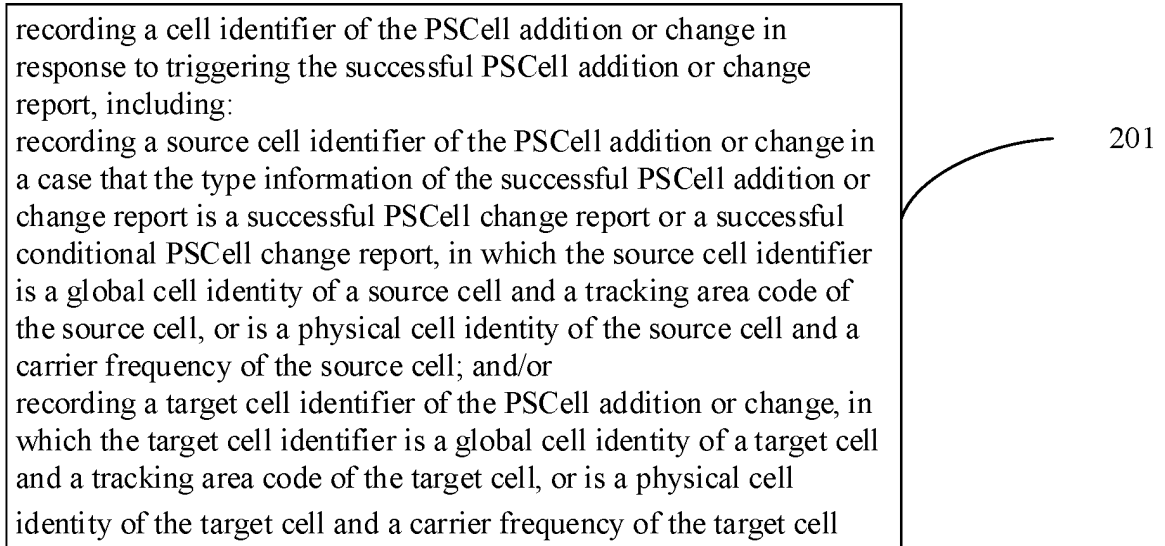 recording a cell identifier of the PSCell addition or change in
response to triggering the successful PSCell addition or change
report, including:
recording a source cell identifier of the PSCell addition or change in
a case that the type information of the successful PSCell addition or
change report is a successful PSCell change report or a successful
conditional PSCell change report, in which the source cell identifier
is a global cell identity of a source cell and a tracking area code of
the source cell, or is a physical cell identity of the source cell and a
carrier frequency of the source cell; and/or
recording a target cell identifier of the PSCell addition or change, in
which the target cell identifier is a global cell identity of a target cell
and a tracking area code of the target cell, or is a physical cell
identity of the target cell and a carrier frequency of the target cell
201